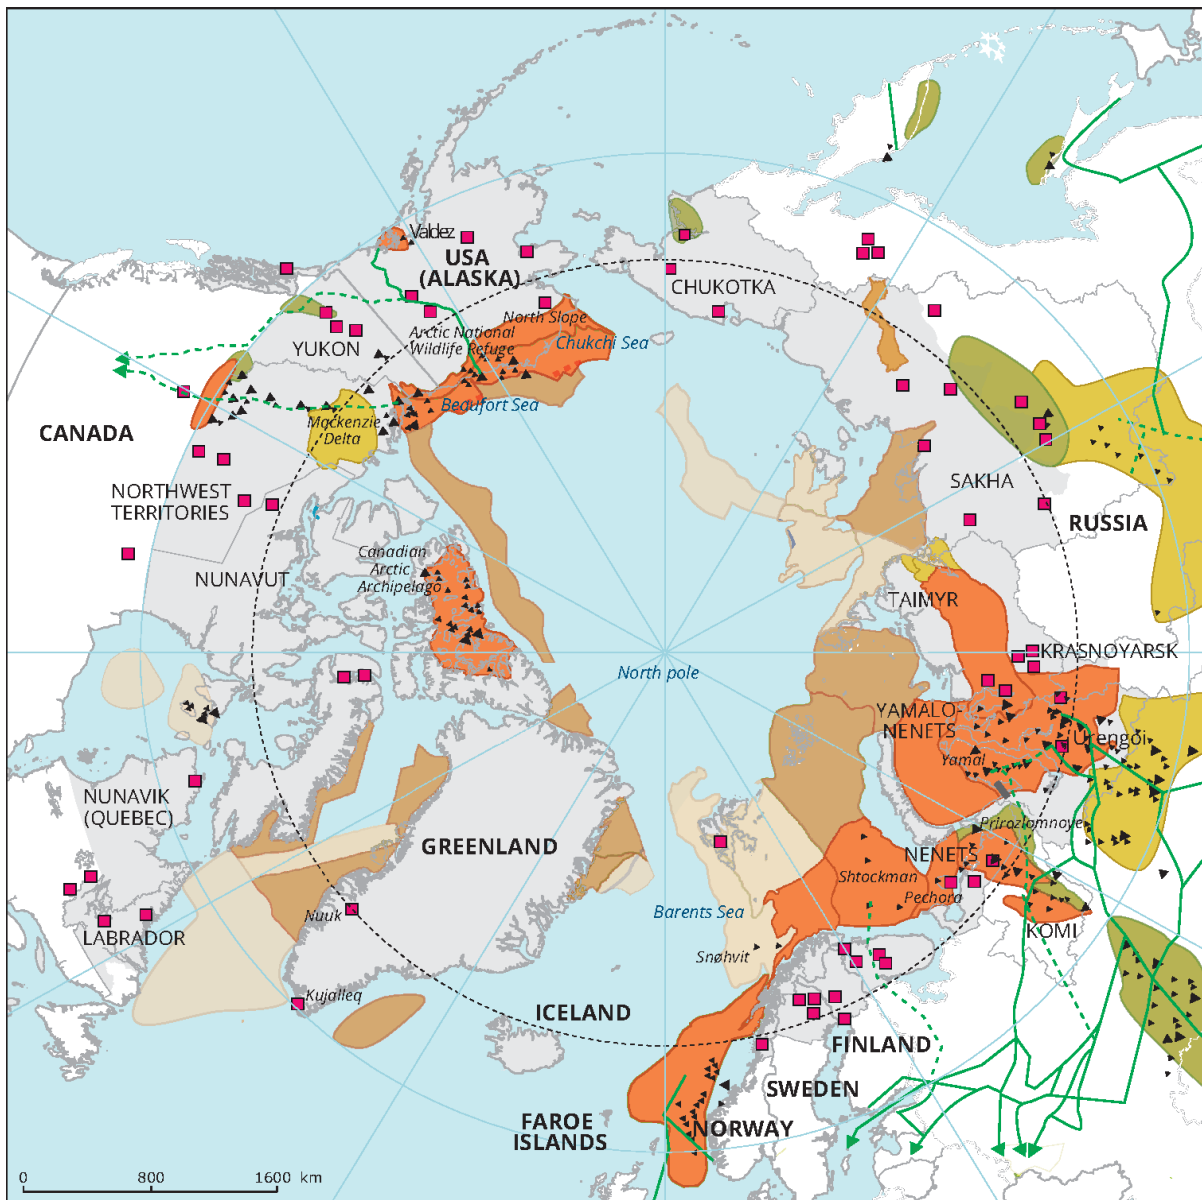 Valdez
USA
(ALASKA)
CHUKOTKA
North Slope
Arctic National
Wildlife Refuge
Chukchi Sea
YUKON
Beaufort Sea
Mackenzie
Delta
CANADA
NORTHWEST
TERRITORIES
SAKHA
RUSSIA
NUNAVUT
Canadian
Arctic
Archipelago
TAIMYR
North pole
KRASNOYARSK
YAMALO-
NENETS
Urengoi
Yamal
NUNAVIK
(QUEBEC)
Prirozlomnoye
GREENLAND
NENETS
Shtockman
Pechora
Nuuk
Barents Sea
LABRADOR
KOMI
Snøhvit
Kujalleq
ICELAND
FINLAND
SWEDEN
FAROE
ISLANDS
NORWAY
0 800 1600 km